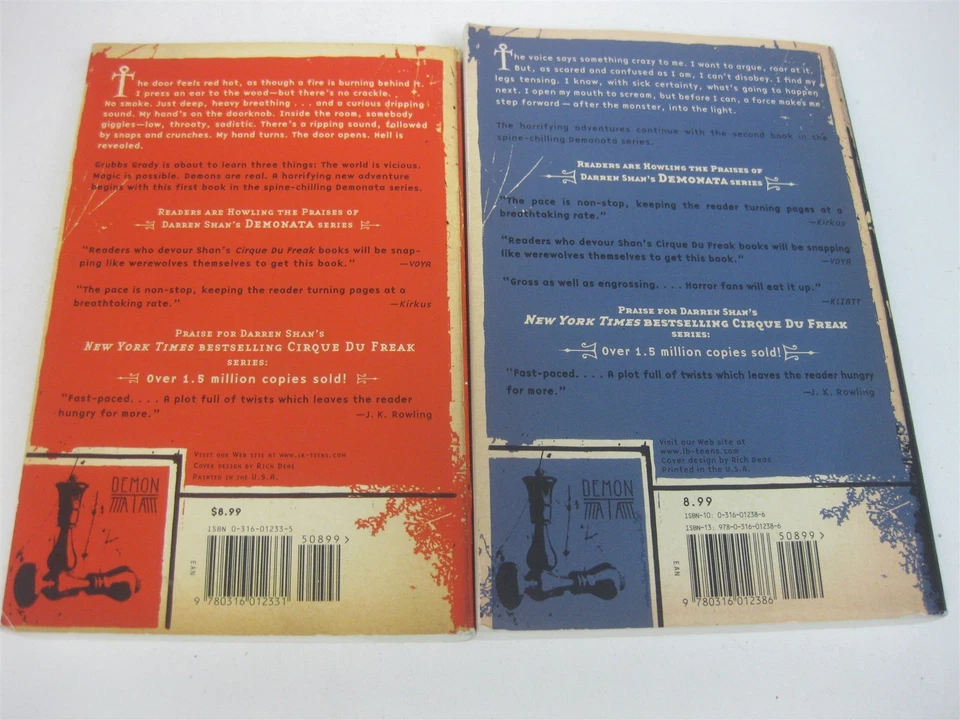 The door feels red hot, as though a fire is burning behind it.
I press an ear to the wood—but there's no crackle.
No smoke. Just deep, heavy breathing . . . and a curious dripping
sound. My hand's on the doorknob. Inside the room, somebody
giggles—low, throaty, sadistic. There's a ripping sound, followed
by snaps and crunches. My hand turns. The door opens. Hell is
revealed.
Grubbs Grady is about to learn three things: The world is vicious.
Magic is possible. Demons are real. A horrifying new adventure
begins with this first book in the spine-chilling Demonata series.
Readers are Howling the Praises of
Darren Shan's DEMONATA series
"Readers who devour Shan's Cirque Du Freak books will be snap-
ping like werewolves themselves to get this book." —VOYA
"The pace is non-stop, keeping the reader turning pages at a
breathtaking rate." —Kirkus
Praise for Darren Shan's
New York Times bestselling Cirque Du Freak
series:
Over 1.5 million copies sold!
"Fast-paced. . . . A plot full of twists which leaves the reader
hungry for more." —J. K. Rowling
Visit our Web site at www.lb-teens.com
Cover design by Rich Deas
Printed in the U.S.A.
DEMON
ATA
$8.99
ISBN 0-316-01233-5
50899>
EAN
9 780316 012331
The voice says something crazy to me. I want to argue, roar at it.
But, as scared and confused as I am, I can't disobey. I find my
legs tensing. I know, with sick certainty, what's going to happen
next. I open my mouth to scream, but before I can, a force makes me
step forward — after the monster, into the light.
The horrifying adventures continue with the second book in the
spine-chilling Demonata series.
Readers are Howling the Praises of
Darren Shan's DEMONATA series
"The pace is non-stop, keeping the reader turning pages at a
breathtaking rate." —Kirkus
"Readers who devour Shan's Cirque Du Freak books will be snapping
like werewolves themselves to get this book." —VOYA
"Gross as well as engrossing. . . . Horror fans will eat it up."
—KLIATT
Praise for Darren Shan's
New York Times bestselling Cirque Du Freak
series:
Over 1.5 million copies sold!
"Fast-paced. . . . A plot full of twists which leaves the reader hungry
for more." —J. K. Rowling
Visit our Web site at
www.lb-teens.com
Cover design by Rich Deas
Printed in the U.S.A.
DEMON
ATA
8.99
ISBN-10: 0-316-01238-6
ISBN-13: 978-0-316-01238-6
50899>
EAN
9 780316 012386